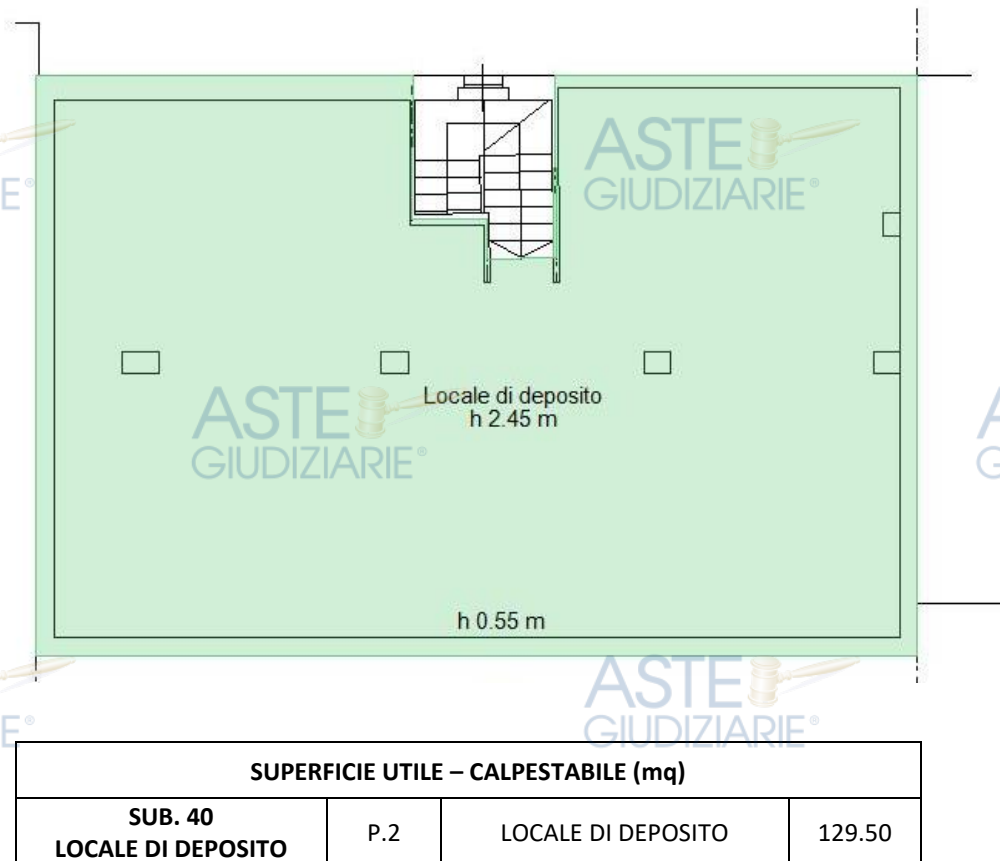 ASTE
GIUDIZIARIE®
E®
Locale di deposito
h 2.45 m
ASTE
GIUDIZIARIE®
A
G
h 0.55 m
ASTE
GIUDIZIARIE®
E®
SUPERFICIE UTILE – CALPESTABILE (mq)
SUB. 40
LOCALE DI DEPOSITO
P.2
LOCALE DI DEPOSITO
129.50